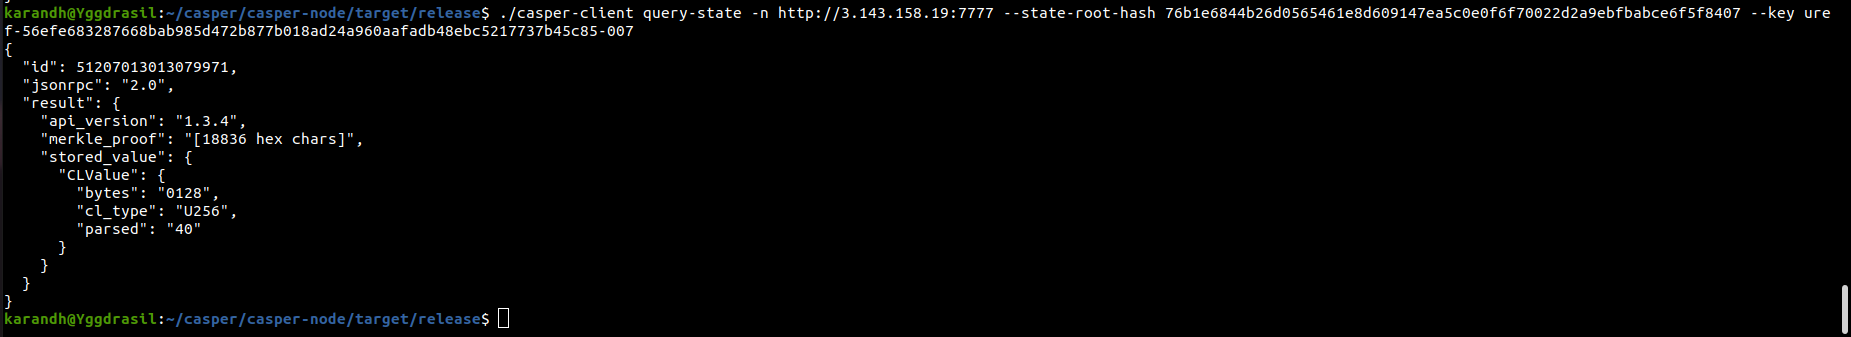 karandh@Yggdrasil:~/casper/casper-node/target/release$ ./casper-client query-state -n http://3.143.158.19:7777 --state-root-hash 76b1e6844b26d0565461e8d609147ea5c0e0f6f70022d2a9ebfbabce6f5f8407 --key ure
f-56efe683287668bab985d472b877b018ad24a960aafadb48ebc5217737b45c85-007
{
  "id": 51207013013079971,
  "jsonrpc": "2.0",
  "result": {
    "api_version": "1.3.4",
    "merkle_proof": "[18836 hex chars]",
    "stored_value": {
      "CLValue": {
        "bytes": "0128",
        "cl_type": "U256",
        "parsed": "40"
      }
    }
  }
}
karandh@Yggdrasil:~/casper/casper-node/target/release$